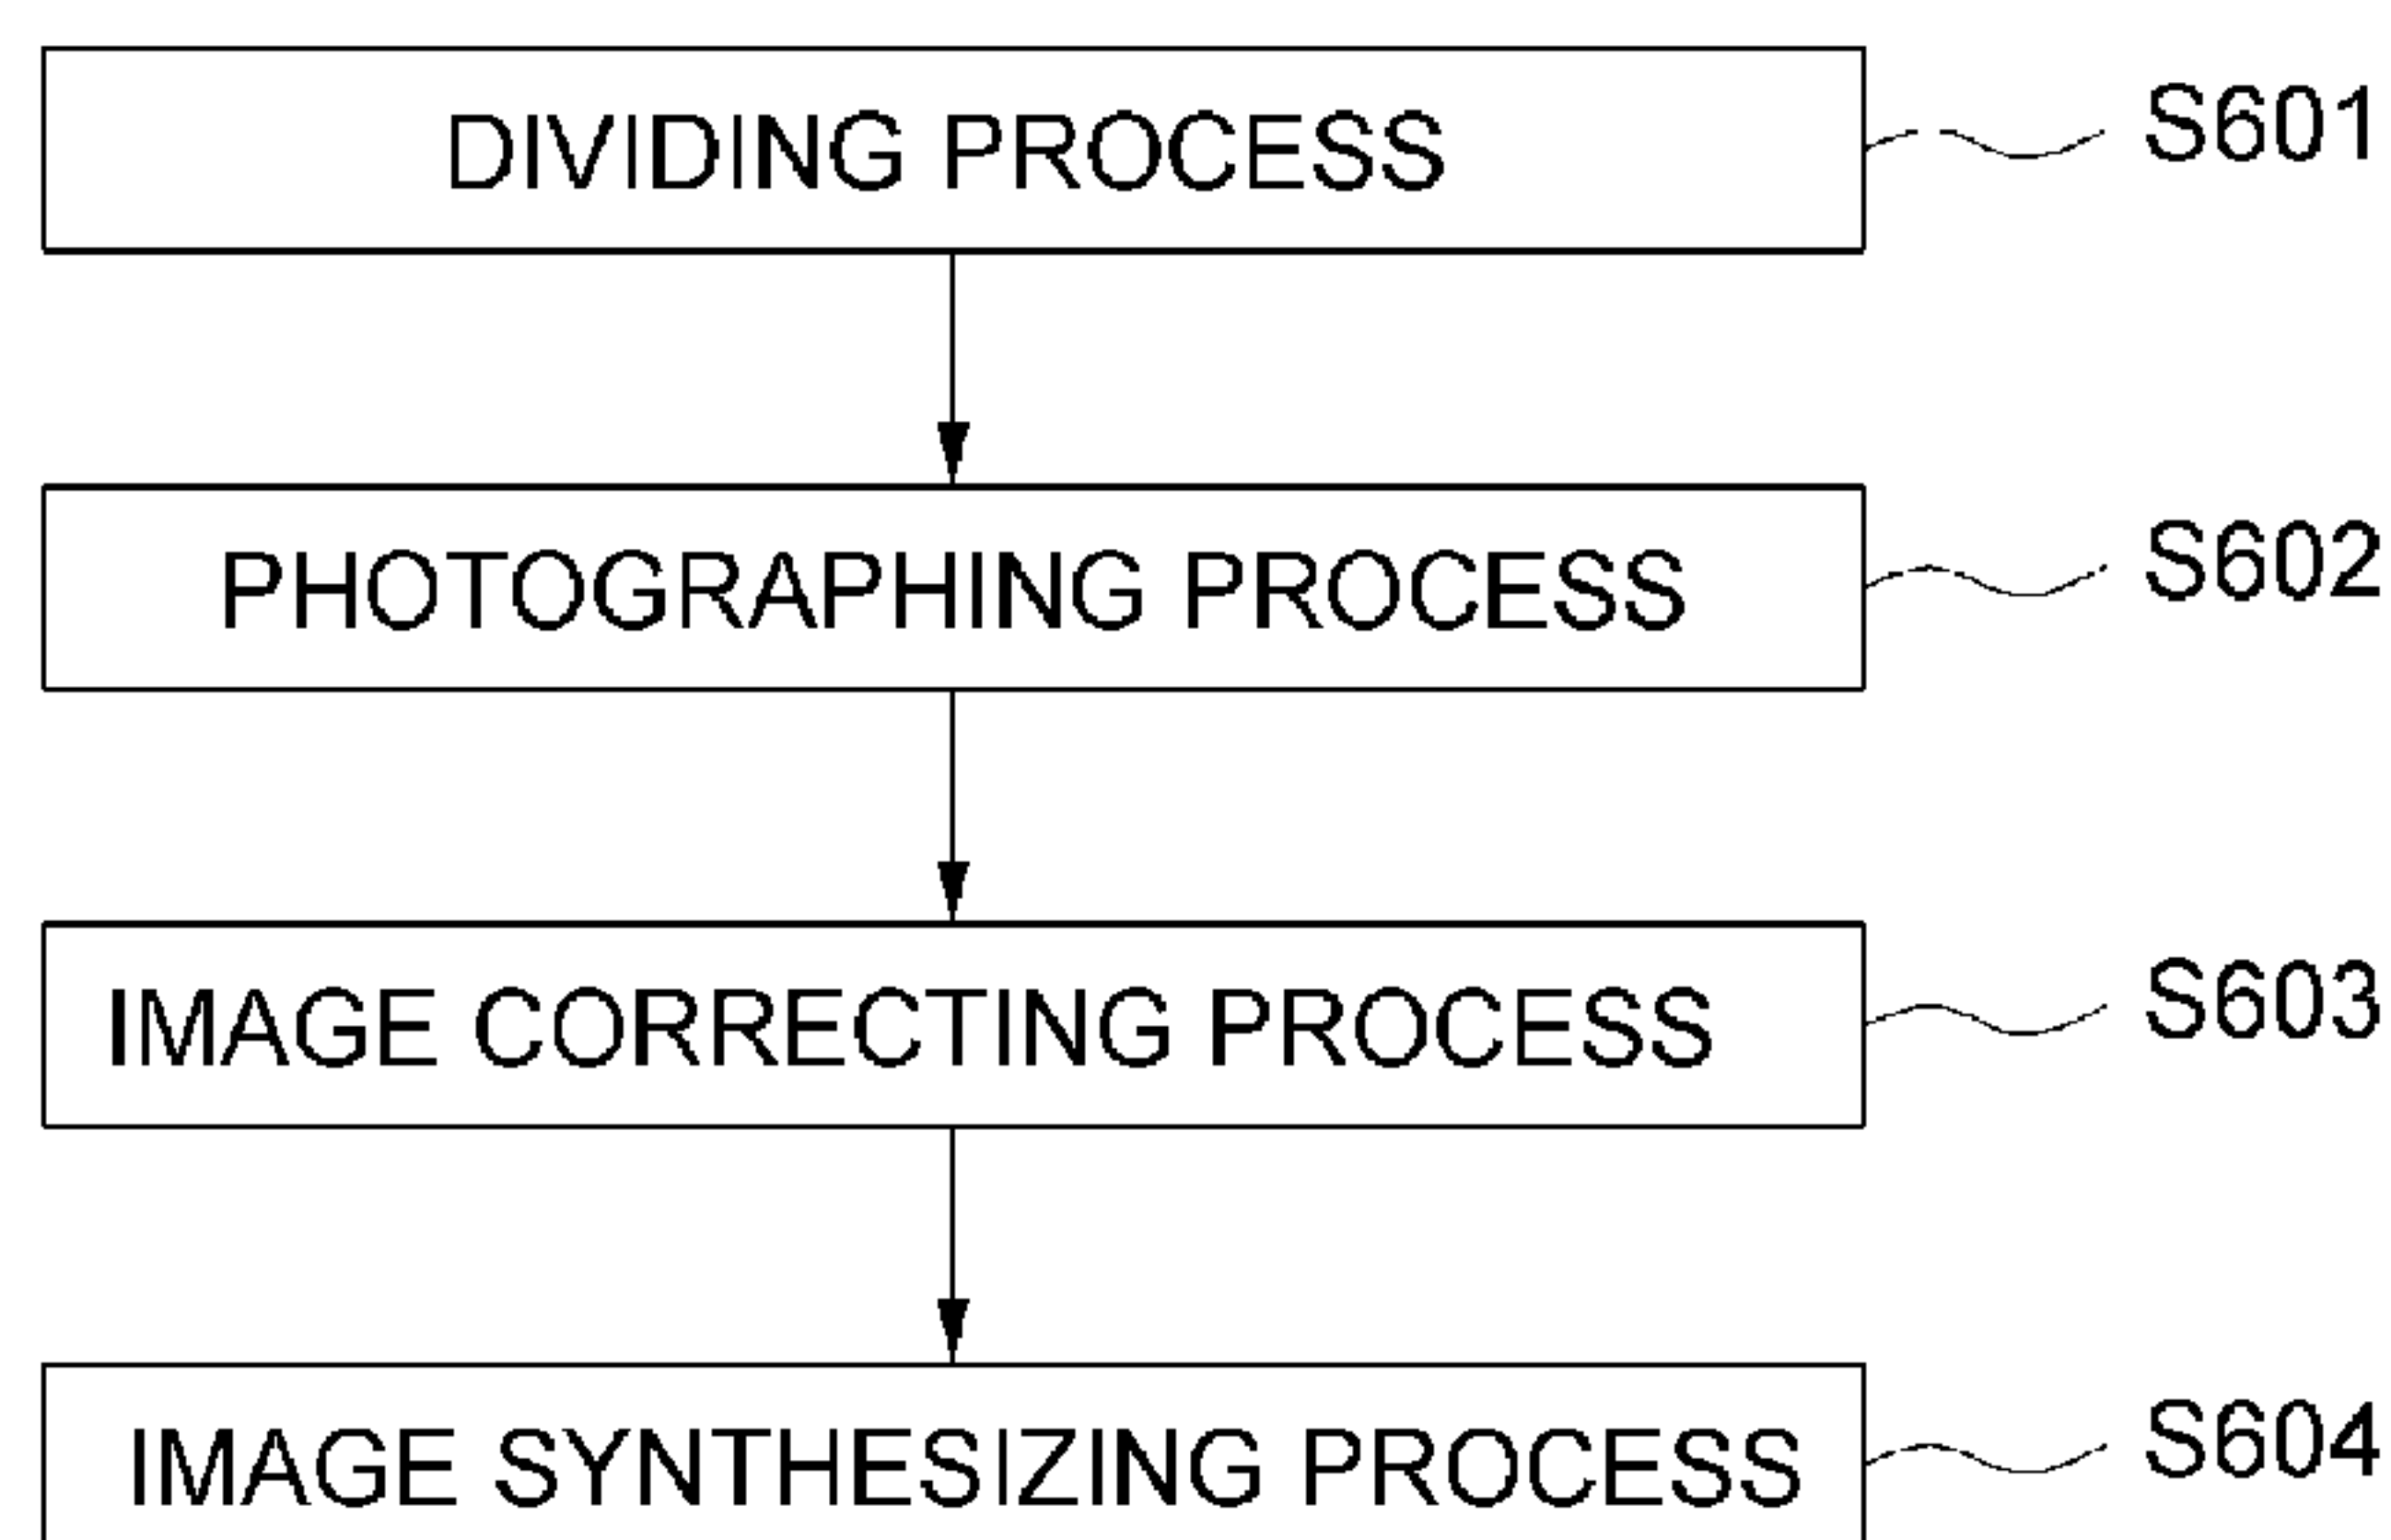 DIVIDING PROCESS S601
PHOTOGRAPHING PROCESS S602
IMAGE CORRECTING PROCESS S603
IMAGE SYNTHESIZING PROCESS S604